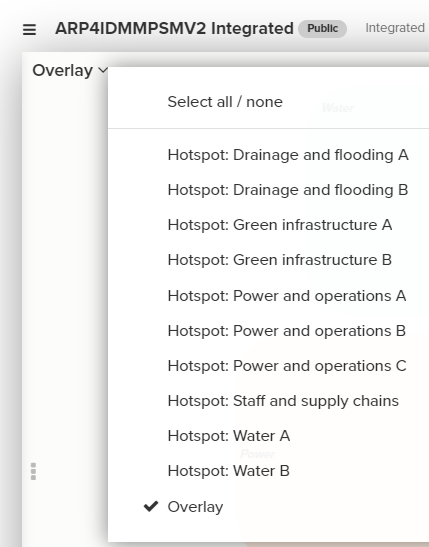 ARP4IDMMPSMV2 Integrated Public Integrated
Overlay
Select all / none
Water
Hotspot: Drainage and flooding A
Hotspot: Drainage and flooding B
Hotspot: Green infrastructure A
Hotspot: Green infrastructure B
Hotspot: Power and operations A
Hotspot: Power and operations B
Hotspot: Power and operations C
Hotspot: Staff and supply chains
Hotspot: Water A
Power
Hotspot: Water B
Overlay